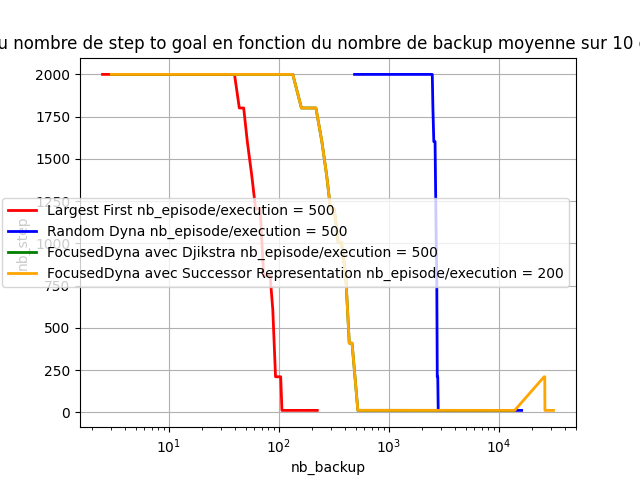 u nombre de step to goal en fonction du nombre de backup moyenne sur 10
2000
1750
1500
1250
1000
750
500
250
0
nb_step
Largest First nb_episode/execution = 500
Random Dyna nb_episode/execution = 500
FocusedDyna avec Djikstra nb_episode/execution = 500
FocusedDyna avec Successor Representation nb_episode/execution = 200
10¹ 10² 10³ 10⁴
nb_backup